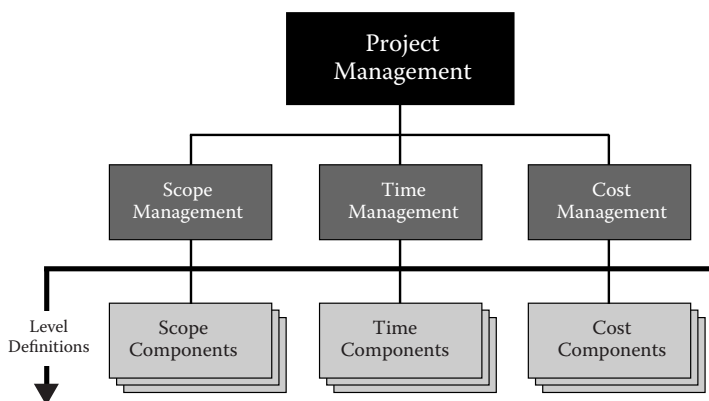 Project
Management
Scope
Management
Time
Management
Cost
Management
Level
Definitions
Scope
Components
Time
Components
Cost
Components